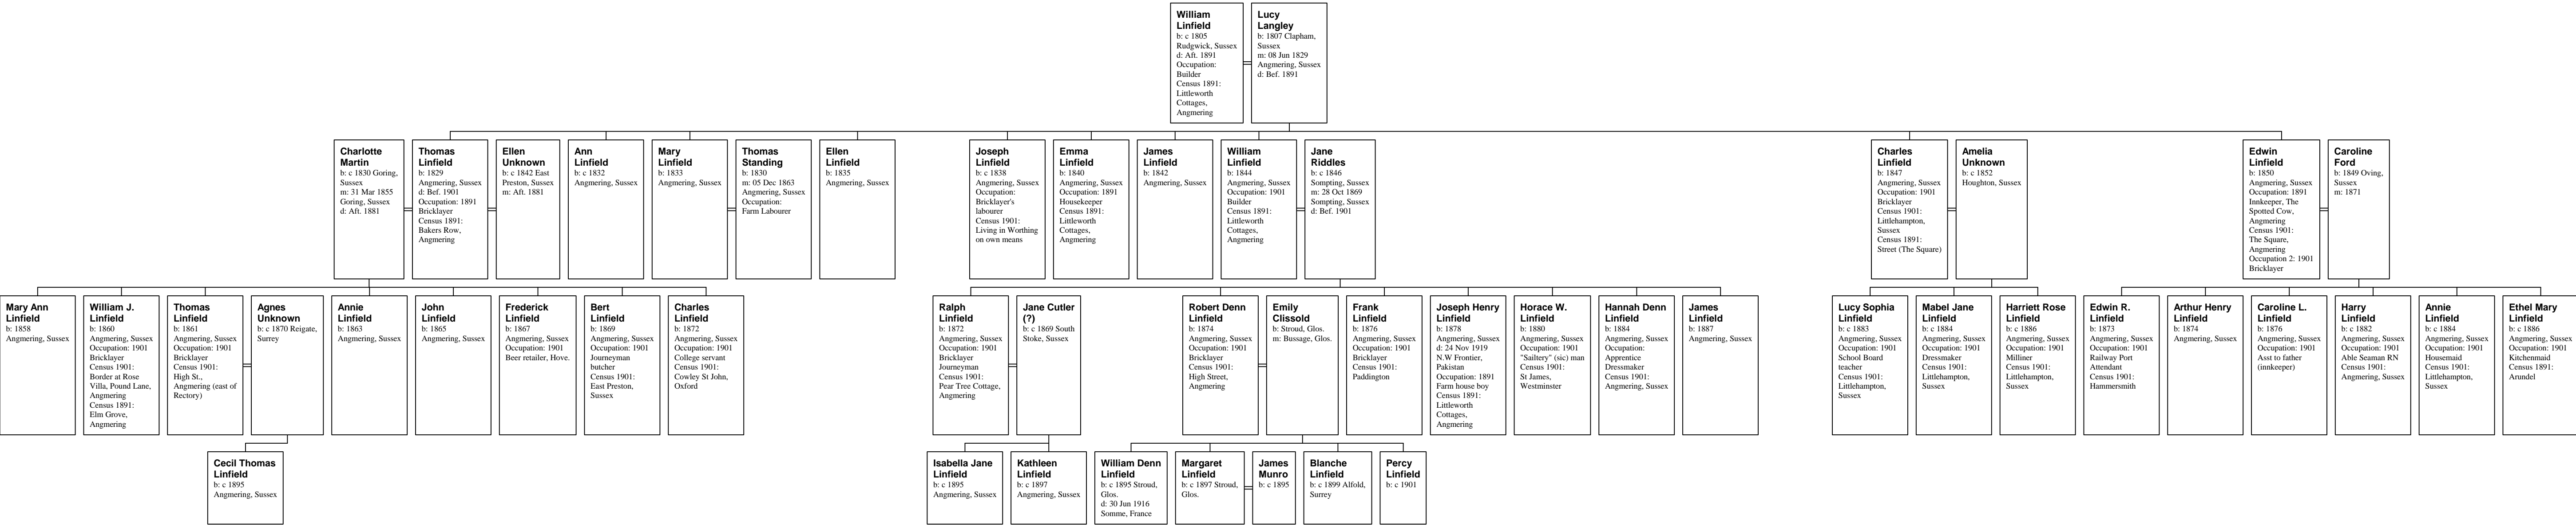 William
Linfield
b: c 1805
Rudgwick, Sussex
d: Aft. 1891
Occupation:
Builder
Census 1891:
Littleworth
Cottages,
Angmering
Lucy
Langley
b: 1807 Clapham,
Sussex
m: 08 Jun 1829
Angmering, Sussex
d: Bef. 1891
Charlotte
Martin
b: c 1830 Goring,
Sussex
m: 31 Mar 1855
Goring, Sussex
d: Aft. 1881
Thomas
Linfield
b: 1829
Angmering, Sussex
d: Bef. 1901
Occupation: 1891
Bricklayer
Census 1891:
Bakers Row,
Angmering
Ellen
Unknown
b: c 1842 East
Preston, Sussex
m: Aft. 1881
Ann
Linfield
b: c 1832
Angmering, Sussex
Mary
Linfield
b: 1833
Angmering, Sussex
Thomas
Standing
b: 1830
m: 05 Dec 1863
Angmering, Sussex
Occupation:
Farm Labourer
Ellen
Linfield
b: 1835
Angmering, Sussex
Joseph
Linfield
b: c 1838
Angmering, Sussex
Occupation:
Bricklayer's
labourer
Census 1901:
Living in Worthing
on own means
Emma
Linfield
b: 1840
Angmering, Sussex
Occupation: 1891
Housekeeper
Census 1891:
Littleworth
Cottages,
Angmering
James
Linfield
b: 1842
Angmering, Sussex
William
Linfield
b: 1844
Angmering, Sussex
Occupation: 1901
Builder
Census 1891:
Littleworth
Cottages,
Angmering
Jane
Riddles
b: c 1846
Sompting, Sussex
m: 28 Oct 1869
Sompting, Sussex
d: Bef. 1901
Charles
Linfield
b: 1847
Angmering, Sussex
Occupation: 1901
Bricklayer
Census 1901:
Littlehampton,
Sussex
Census 1891:
Street (The Square)
Amelia
Unknown
b: c 1852
Houghton, Sussex
Edwin
Linfield
b: 1850
Angmering, Sussex
Occupation: 1891
Innkeeper, The
Spotted Cow,
Angmering
Census 1901:
The Square,
Angmering
Occupation 2: 1901
Bricklayer
Caroline
Ford
b: 1849 Oving,
Sussex
m: 1871
Mary Ann
Linfield
b: 1858
Angmering, Sussex
William J.
Linfield
b: 1860
Angmering, Sussex
Occupation: 1901
Bricklayer
Census 1901:
Border at Rose
Villa, Pound Lane,
Angmering
Census 1891:
Elm Grove,
Angmering
Thomas
Linfield
b: 1861
Angmering, Sussex
Occupation: 1901
Bricklayer
Census 1901:
High St.,
Angmering (east of
Rectory)
Agnes
Unknown
b: c 1870 Reigate,
Surrey
Annie
Linfield
b: 1863
Angmering, Sussex
John
Linfield
b: 1865
Angmering, Sussex
Frederick
Linfield
b: 1867
Angmering, Sussex
Occupation: 1901
Beer retailer, Hove.
Bert
Linfield
b: 1869
Angmering, Sussex
Occupation: 1901
Journeyman
butcher
Census 1901:
East Preston,
Sussex
Charles
Linfield
b: 1872
Angmering, Sussex
Occupation: 1901
College servant
Census 1901:
Cowley St John,
Oxford
Ralph
Linfield
b: 1872
Angmering, Sussex
Occupation: 1901
Bricklayer
Journeyman
Census 1901:
Pear Tree Cottage,
Angmering
Jane Cutler
(?)
b: c 1869 South
Stoke, Sussex
Robert Denn
Linfield
b: 1874
Angmering, Sussex
Occupation: 1901
Bricklayer
Census 1901:
High Street,
Angmering
Emily
Clissold
b: Stroud, Glos.
m: Bussage, Glos.
Frank
Linfield
b: 1876
Angmering, Sussex
Occupation: 1901
Bricklayer
Census 1901:
Paddington
Joseph Henry
Linfield
b: 1878
Angmering, Sussex
d: 24 Nov 1919
N.W Frontier,
Pakistan
Occupation: 1891
Farm house boy
Census 1891:
Littleworth
Cottages,
Angmering
Horace W.
Linfield
b: 1880
Angmering, Sussex
Occupation: 1901
"Sailtery" (sic) man
Census 1901:
St James,
Westminster
Hannah Denn
Linfield
b: 1884
Angmering, Sussex
Occupation:
Apprentice
Dressmaker
Census 1901:
Angmering, Sussex
James
Linfield
b: 1887
Angmering, Sussex
Lucy Sophia
Linfield
b: c 1883
Angmering, Sussex
Occupation: 1901
School Board
teacher
Census 1901:
Littlehampton,
Sussex
Mabel Jane
Linfield
b: c 1884
Angmering, Sussex
Occupation: 1901
Dressmaker
Census 1901:
Littlehampton,
Sussex
Harriett Rose
Linfield
b: c 1886
Angmering, Sussex
Occupation: 1901
Milliner
Census 1901:
Littlehampton,
Sussex
Edwin R.
Linfield
b: 1873
Angmering, Sussex
Occupation: 1901
Railway Port
Attendant
Census 1901:
Hammersmith
Arthur Henry
Linfield
b: 1874
Angmering, Sussex
Caroline L.
Linfield
b: c 1876
Angmering, Sussex
Occupation: 1901
Asst to father
(innkeeper)
Harry
Linfield
b: c 1882
Angmering, Sussex
Occupation: 1901
Able Seaman RN
Census 1901:
Angmering, Sussex
Annie
Linfield
b: c 1884
Angmering, Sussex
Occupation: 1901
Housemaid
Census 1901:
Littlehampton,
Sussex
Ethel Mary
Linfield
b: c 1886
Angmering, Sussex
Occupation: 1901
Kitchenmaid
Census 1891:
Arundel
Cecil Thomas
Linfield
b: c 1895
Angmering, Sussex
Isabella Jane
Linfield
b: c 1895
Angmering, Sussex
Kathleen
Linfield
b: c 1897
Angmering, Sussex
William Denn
Linfield
b: c 1895 Stroud,
Glos.
d: 30 Jun 1916
Somme, France
Margaret
Linfield
b: c 1897 Stroud,
Glos.
James
Munro
b: c 1895
Blanche
Linfield
b: c 1899 Alfold,
Surrey
Percy
Linfield
b: c 1901